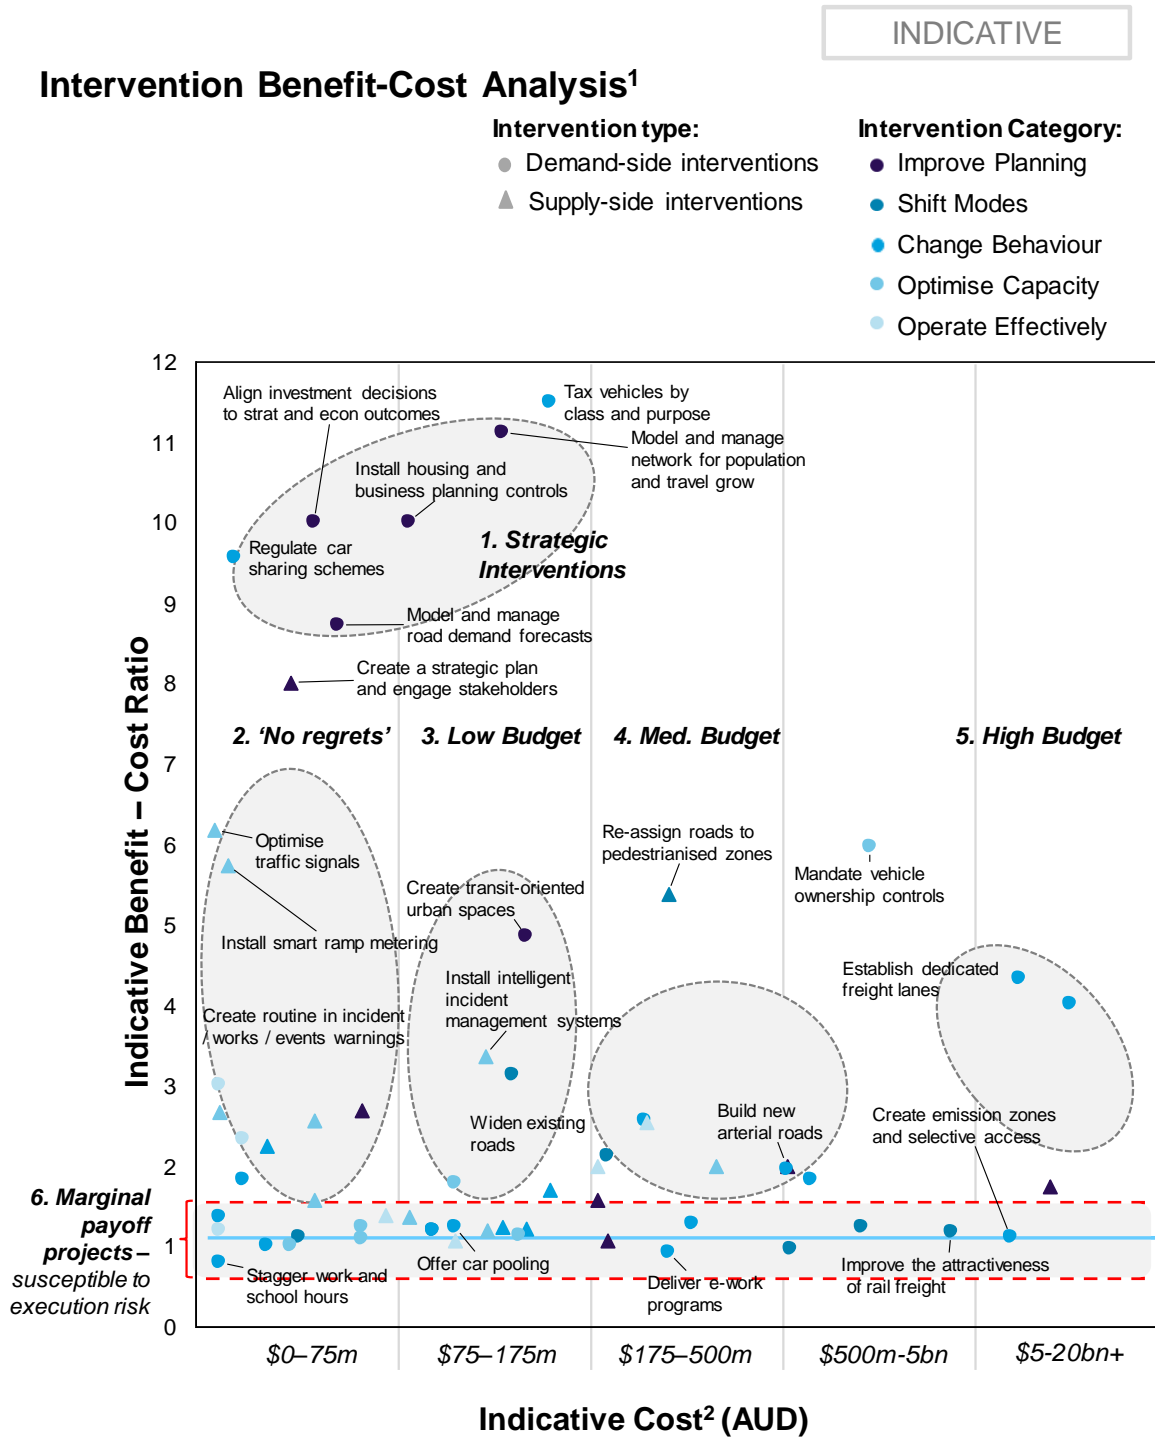 INDICATIVE
Intervention Benefit-Cost Analysis1
Intervention type:
Demand-side interventions
Supply-side interventions
Intervention Category:
Improve Planning
Shift Modes
Change Behaviour
Optimise Capacity
Operate Effectively
Indicative Benefit – Cost Ratio
12
11
10
9
8
7
6
5
4
3
2
1
0
Align investment decisions
to strat and econ outcomes
Tax vehicles by
class and purpose
Model and manage
network for population
and travel grow
Install housing and
business planning controls
1. Strategic
Interventions
Regulate car
sharing schemes
Model and manage
road demand forecasts
Create a strategic plan
and engage stakeholders
2. ‘No regrets’
3. Low Budget
4. Med. Budget
5. High Budget
Optimise
traffic signals
Install smart ramp metering
Create routine in incident
/ works / events warnings
Create transit-oriented
urban spaces
Install intelligent
incident
management systems
Widen existing
roads
Re-assign roads to
pedestrianised zones
Mandate vehicle
ownership controls
Build new
arterial roads
Establish dedicated
freight lanes
Create emission zones
and selective access
6. Marginal
payoff
projects –
susceptible to
execution risk
Stagger work and
school hours
Offer car pooling
Deliver e-work
programs
Improve the attractiveness
of rail freight
$0–75m
$75–175m
$175–500m
$500m-5bn
$5-20bn+
Indicative Cost2 (AUD)